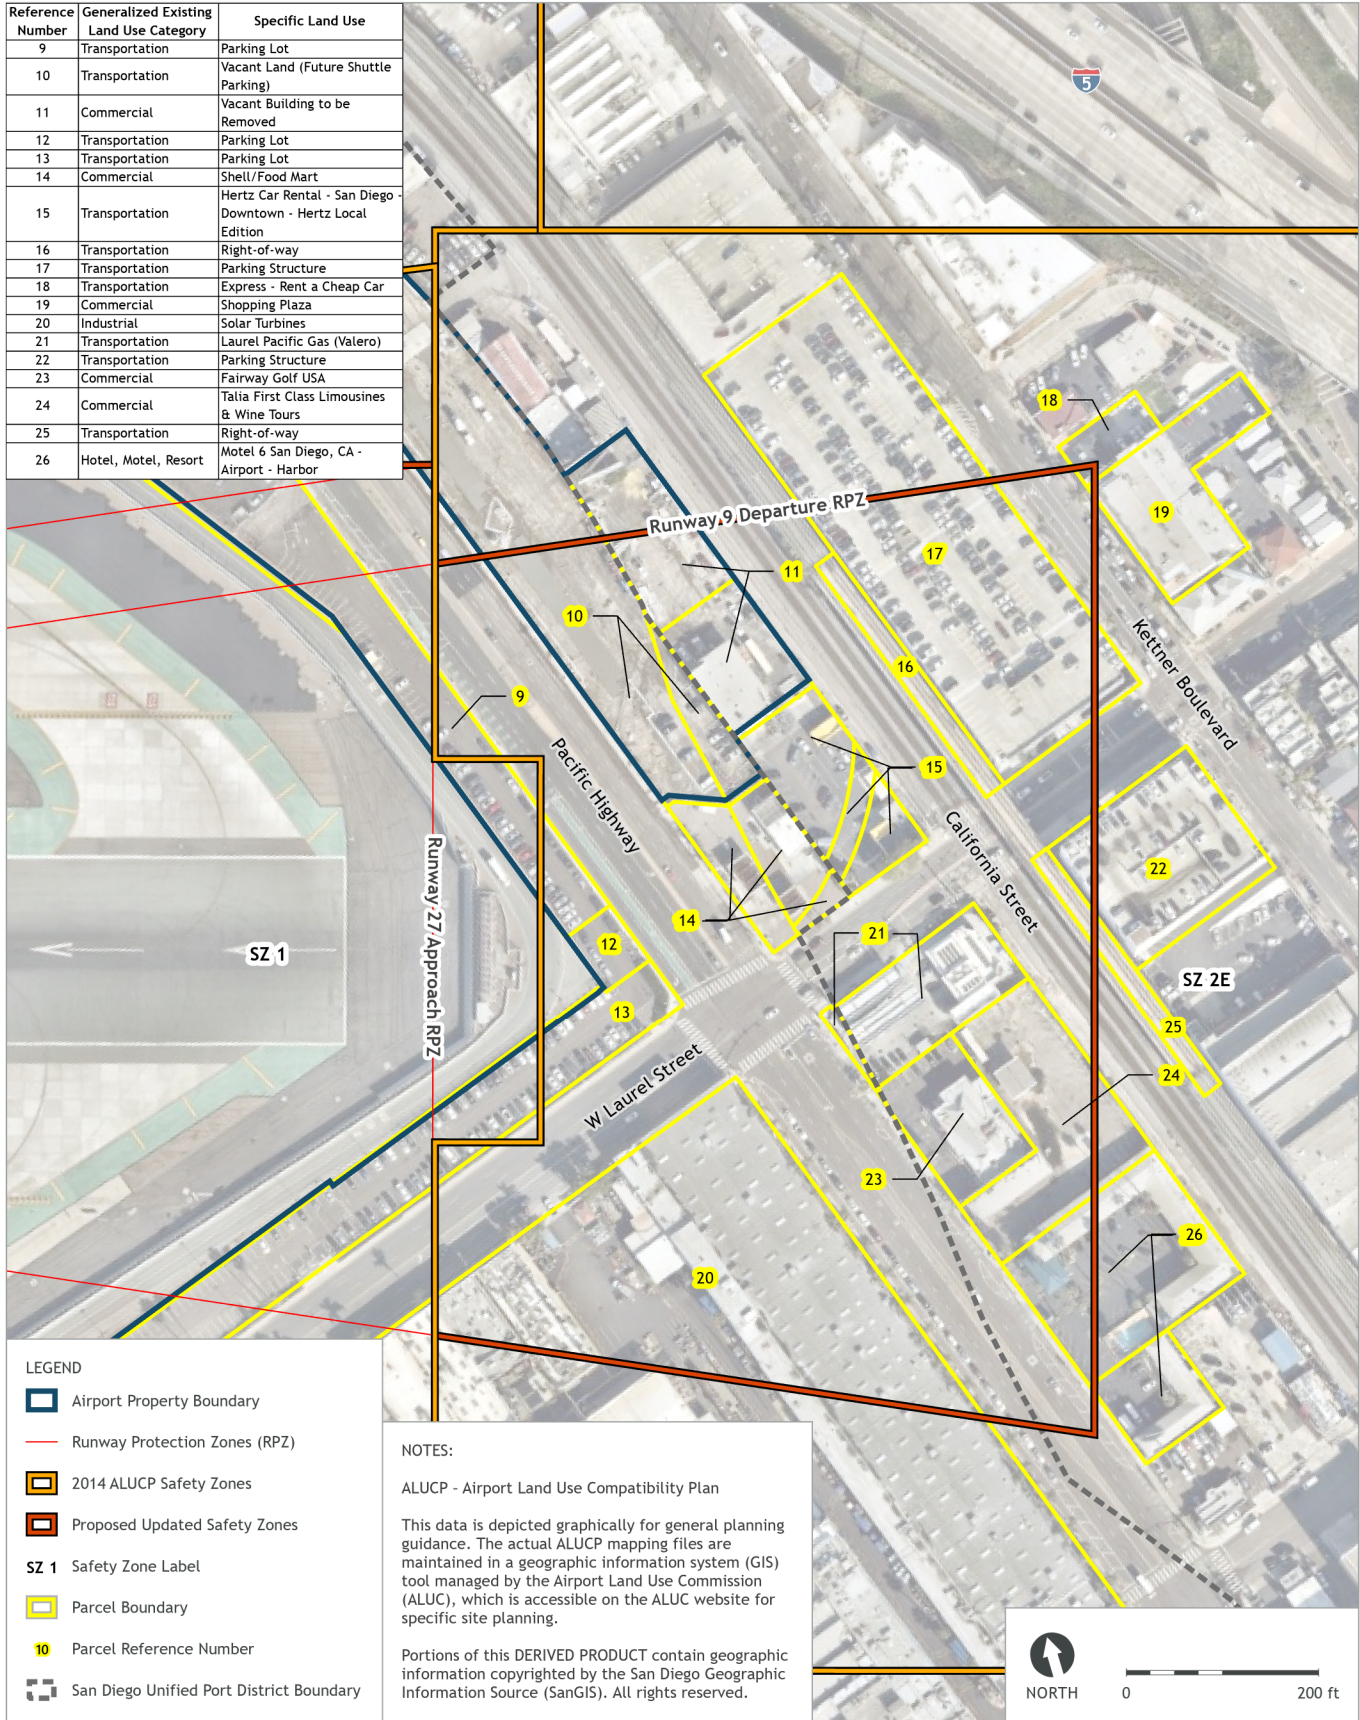 Reference Number Generalized Existing Land Use Category Specific Land Use
9 Transportation Parking Lot
10 Transportation Vacant Land (Future Shuttle Parking)
11 Commercial Vacant Building to be Removed
12 Transportation Parking Lot
13 Transportation Parking Lot
14 Commercial Shell/Food Mart
15 Transportation Hertz Car Rental - San Diego - Downtown - Hertz Local Edition
16 Transportation Right-of-way
17 Transportation Parking Structure
18 Transportation Express - Rent a Cheap Car
19 Commercial Shopping Plaza
20 Industrial Solar Turbines
21 Transportation Laurel Pacific Gas (Valero)
22 Transportation Parking Structure
23 Commercial Fairway Golf USA
24 Commercial Talia First Class Limousines & Wine Tours
25 Transportation Right-of-way
26 Hotel, Motel, Resort Motel 6 San Diego, CA - Airport - Harbor
5
18
19
Runway 9 Departure RPZ
17
11
10
16
Kettner Boulevard
9
Pacific Highway
15
California Street
22
14
21
12
SZ 1
Runway 27 Approach RPZ
SZ 2E
13
25
W Laurel Street
24
23
26
20
LEGEND
Airport Property Boundary
Runway Protection Zones (RPZ)
2014 ALUCP Safety Zones
Proposed Updated Safety Zones
SZ 1 Safety Zone Label
Parcel Boundary
10 Parcel Reference Number
San Diego Unified Port District Boundary
NOTES:
ALUCP - Airport Land Use Compatibility Plan
This data is depicted graphically for general planning
guidance. The actual ALUCP mapping files are
maintained in a geographic information system (GIS)
tool managed by the Airport Land Use Commission
(ALUC), which is accessible on the ALUC website for
specific site planning.
Portions of this DERIVED PRODUCT contain geographic
information copyrighted by the San Diego Geographic
Information Source (SanGIS). All rights reserved.
NORTH
0 200 ft